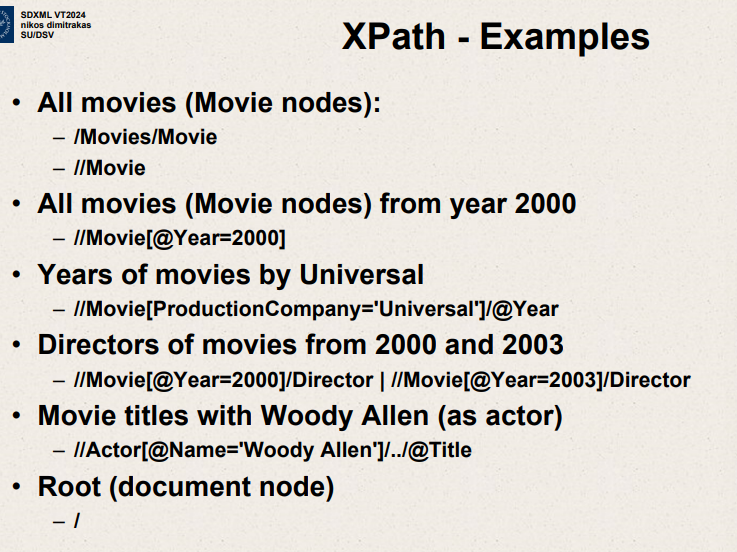 SDXML VT2024
nikos dimitrakas
SU/DSV
XPath - Examples
• All movies (Movie nodes):
– /Movies/Movie
– //Movie
• All movies (Movie nodes) from year 2000
– //Movie[@Year=2000]
• Years of movies by Universal
– //Movie[ProductionCompany='Universal']/@Year
• Directors of movies from 2000 and 2003
– //Movie[@Year=2000]/Director | //Movie[@Year=2003]/Director
• Movie titles with Woody Allen (as actor)
– //Actor[@Name='Woody Allen']/../@Title
• Root (document node)
– /